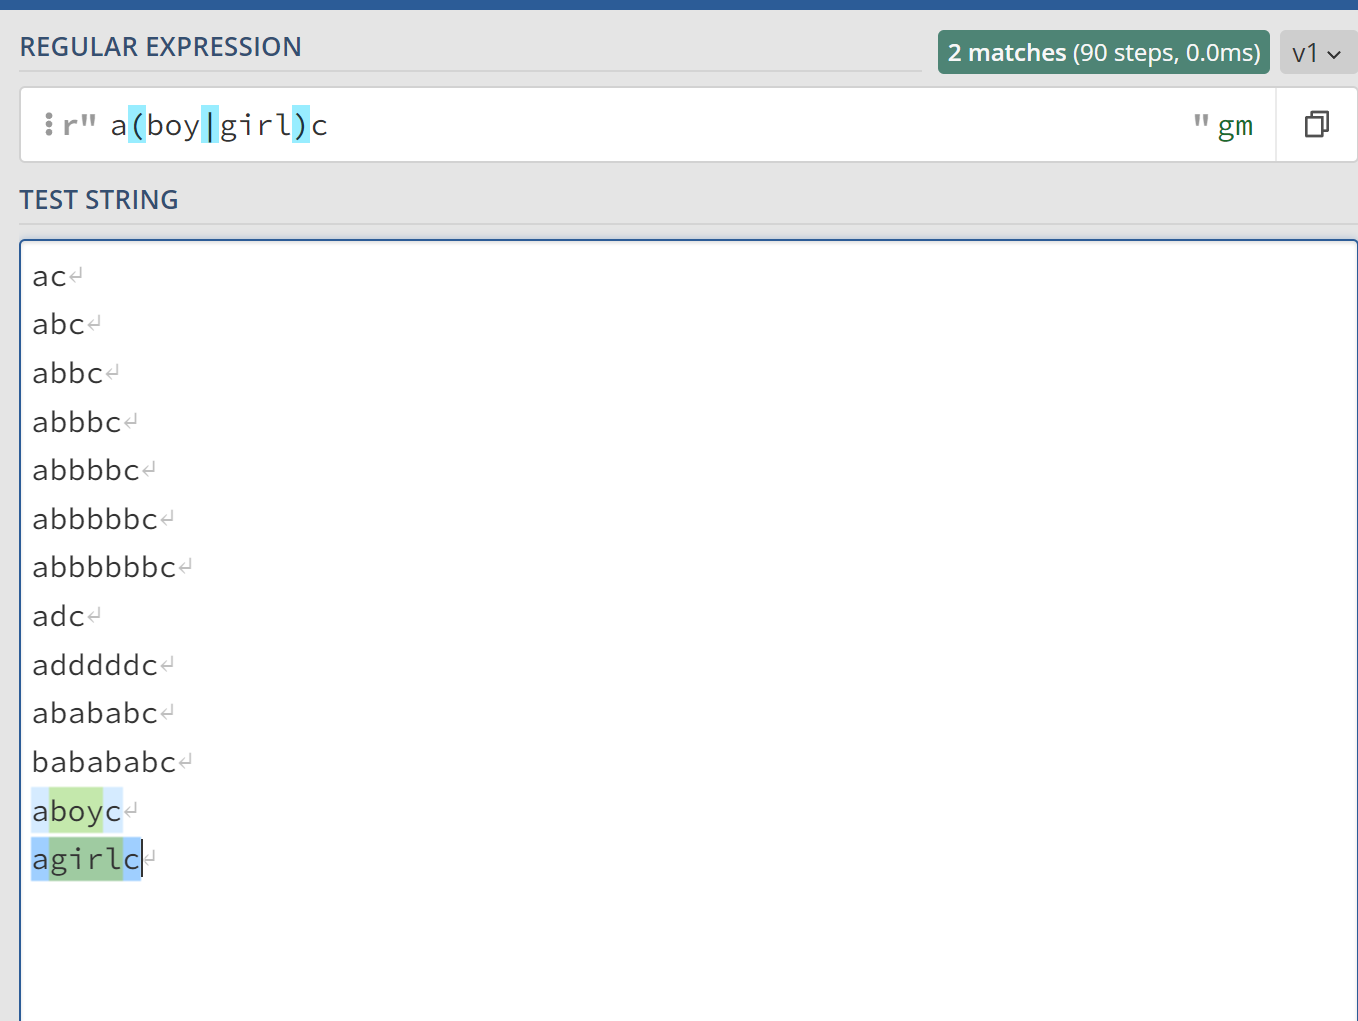 REGULAR EXPRESSION
2 matches (90 steps, 0.0ms)
v1
r" a(boy|girl)c " gm
TEST STRING
ac
abc
abbc
abbbc
abbbbc
abbbbbc
abbbbbbc
adc
adddddc
abababc
babababc
aboyc
agirlc